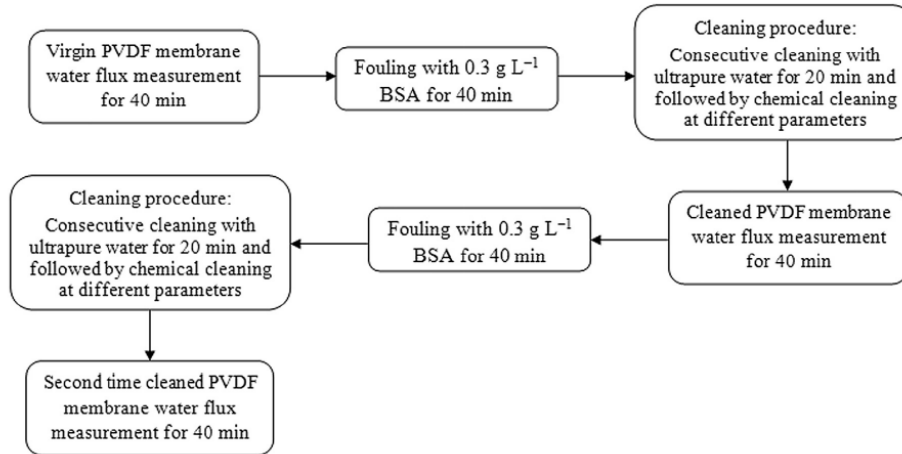 Virgin PVDF membrane
water flux measurement
for 40 min
Fouling with 0.3 g L⁻¹
BSA for 40 min
Cleaning procedure:
Consecutive cleaning with
ultrapure water for 20 min and
followed by chemical cleaning
at different parameters
Cleaned PVDF membrane
water flux measurement
for 40 min
Fouling with 0.3 g L⁻¹
BSA for 40 min
Cleaning procedure:
Consecutive cleaning with
ultrapure water for 20 min and
followed by chemical cleaning
at different parameters
Second time cleaned PVDF
membrane water flux
measurement for 40 min